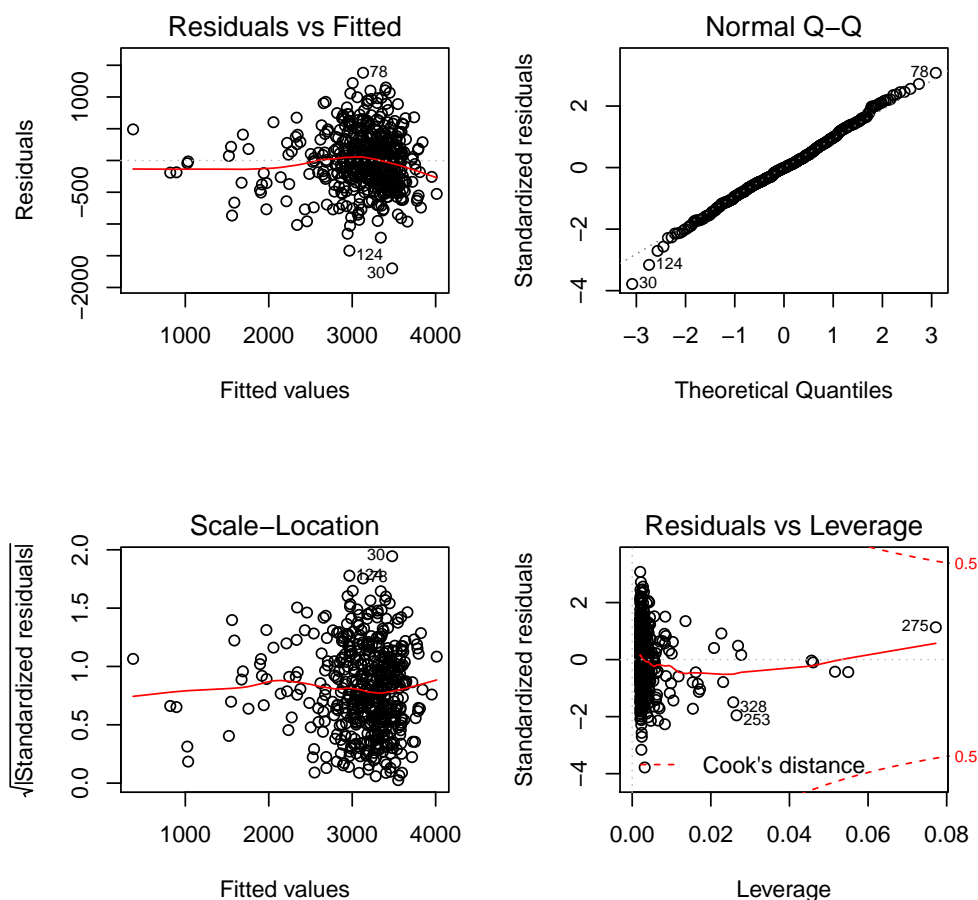 Residuals vs Fitted
Residuals
1000
−500
−2000
78
124
30
1000 2000 3000 4000
Fitted values
Normal Q−Q
Standardized residuals
2
0
−2
−4
78
124
30
−3 −2 −1 0 1 2 3
Theoretical Quantiles
Scale−Location
√|Standardized residuals|
2.0
1.5
1.0
0.5
0.0
30
124
78
1000 2000 3000 4000
Fitted values
Residuals vs Leverage
Standardized residuals
2
0
−2
−4
0.5
275
328
253
0.5
Cook's distance
0.00 0.02 0.04 0.06 0.08
Leverage